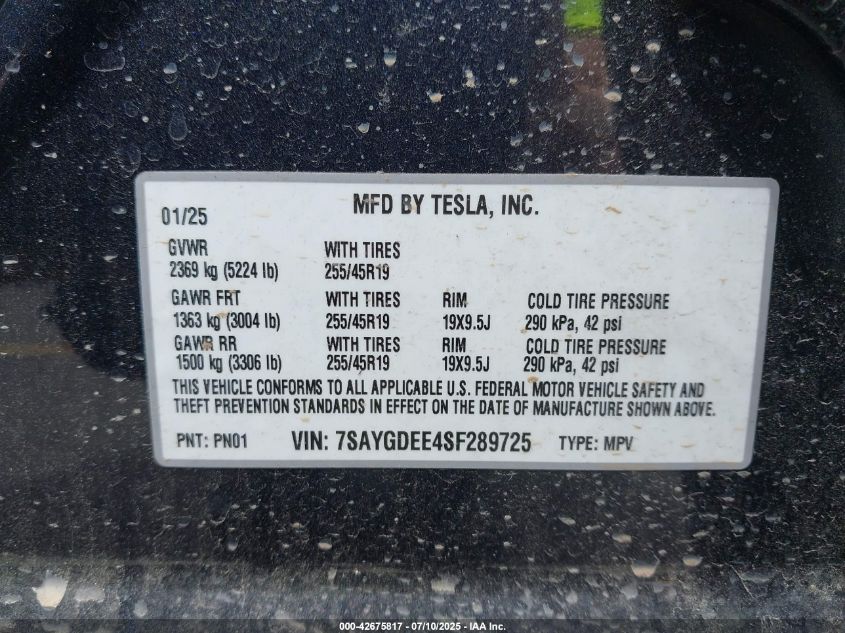 MFD BY TESLA, INC.
01/25
GVWR WITH TIRES
2369 kg (5224 lb) 255/45R19
GAWR FRT WITH TIRES RIM COLD TIRE PRESSURE
1363 kg (3004 lb) 255/45R19 19X9.5J 290 kPa, 42 psi
GAWR RR WITH TIRES RIM COLD TIRE PRESSURE
1500 kg (3306 lb) 255/45R19 19X9.5J 290 kPa, 42 psi
THIS VEHICLE CONFORMS TO ALL APPLICABLE U.S. FEDERAL MOTOR VEHICLE SAFETY AND
THEFT PREVENTION STANDARDS IN EFFECT ON THE DATE OF MANUFACTURE SHOWN ABOVE.
PNT: PN01 VIN: 7SAYGDEE4SF289725 TYPE: MPV
000-42675817 - 07/10/2025 - IAA Inc.